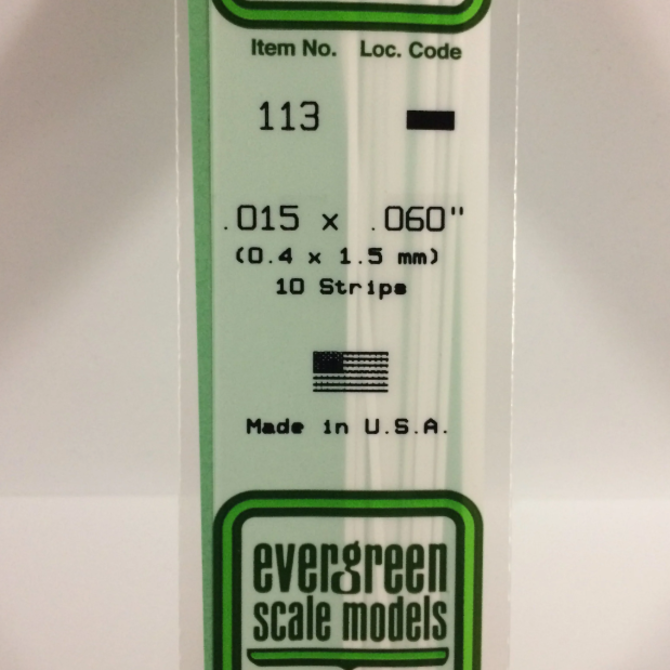 Item No. Loc. Code
113
.015 x .060"
(0.4 x 1.5 mm)
10 Strips
Made in U.S.A.
evergreen
scale models